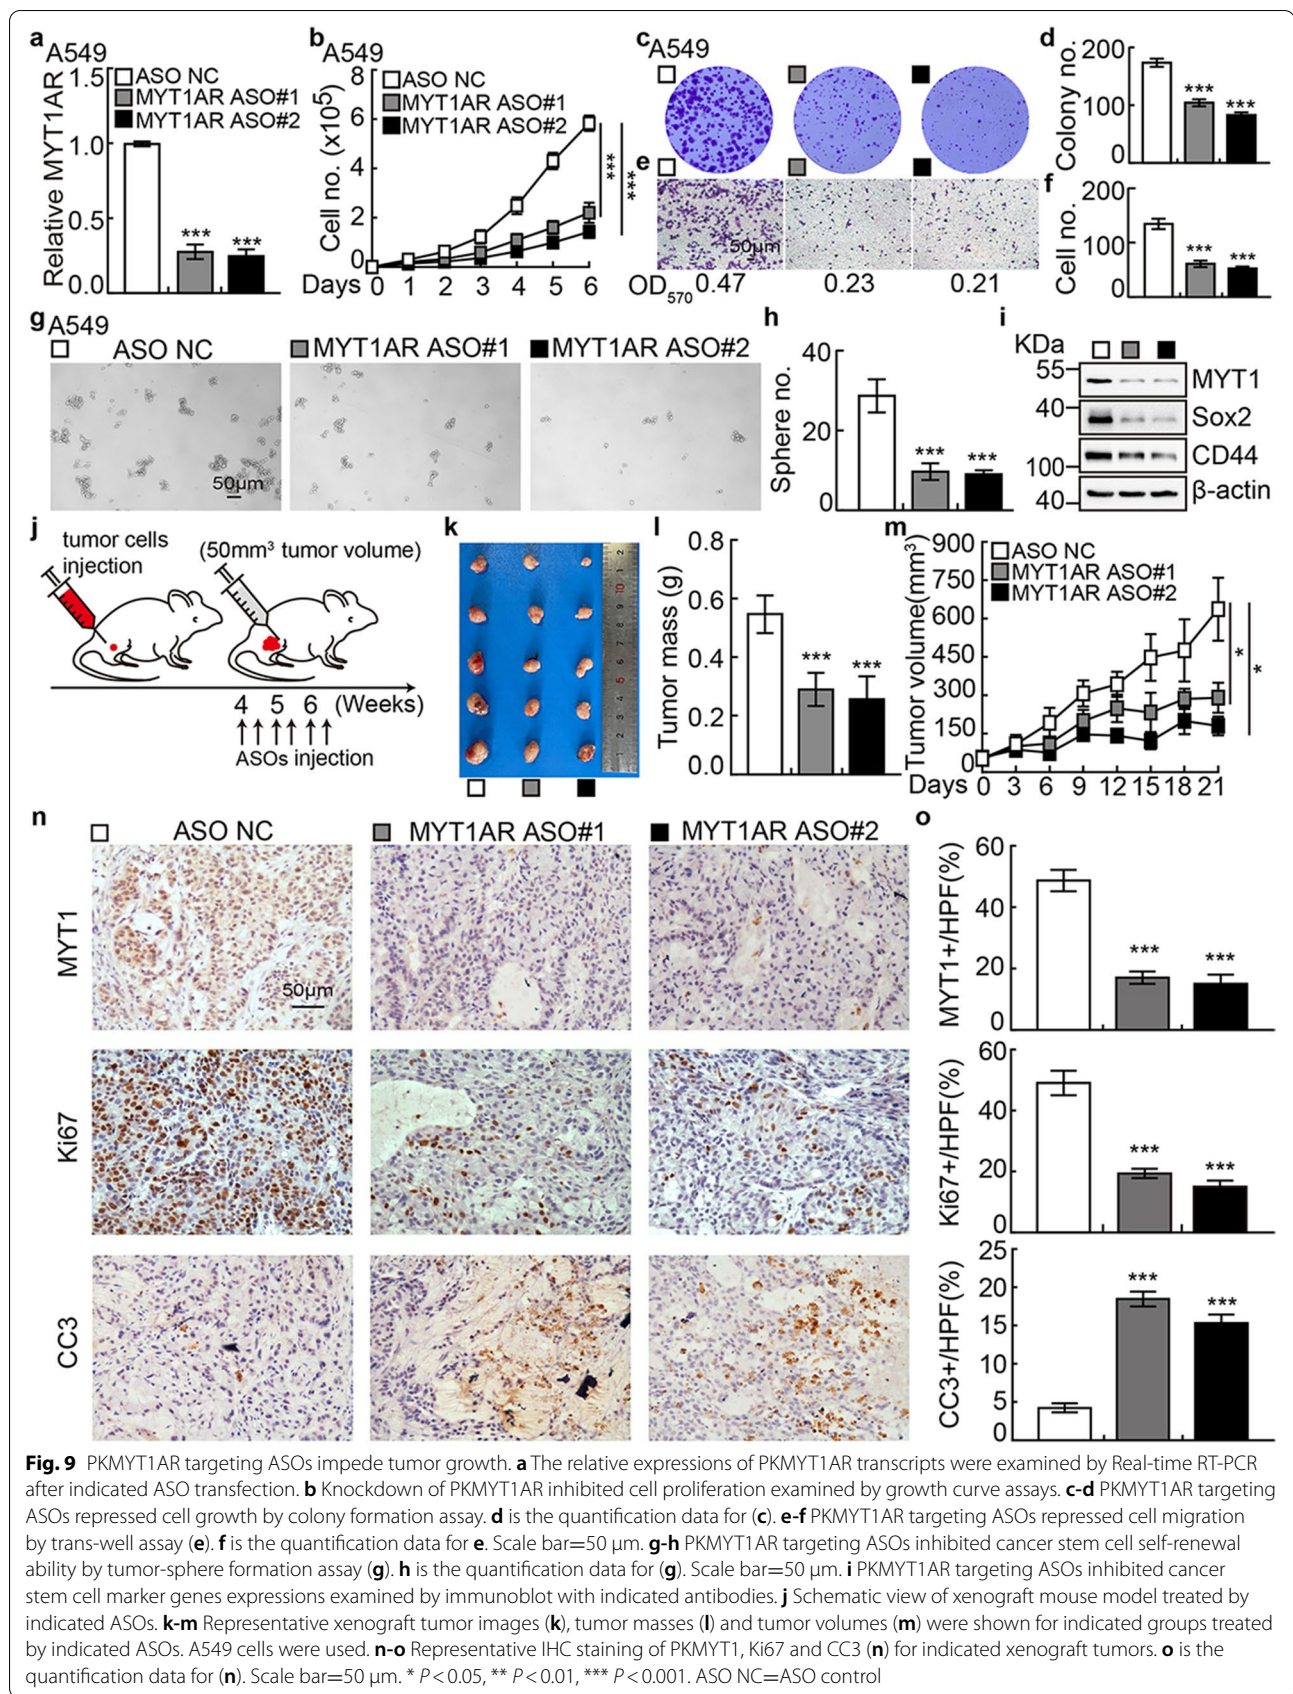 a
A549
Relative MYT1AR
1.5
1.0
0.5
0.0
ASO NC
MYT1AR ASO#1
MYT1AR ASO#2
***
***
b
A549
Cell no. (x10⁵)
8
6
4
2
ASO NC
MYT1AR ASO#1
MYT1AR ASO#2
***
***
Days 0 1 2 3 4 5 6
c
A549
d
Colony no.
200
100
0
***
***
e
50µm
OD570 0.47 0.23 0.21
f
Cell no.
200
100
0
***
***
g
A549
ASO NC
MYT1AR ASO#1
MYT1AR ASO#2
50µm
h
Sphere no.
40
20
0
***
***
i
KDa
55
40
100
40
MYT1
Sox2
CD44
β-actin
j
tumor cells
injection
(50mm³ tumor volume)
4 5 6 (Weeks)
ASOs injection
k
l
Tumor mass (g)
0.8
0.6
0.4
0.2
0.0
***
***
m
Tumor volume(mm³)
900
750
600
450
300
150
0
ASO NC
MYT1AR ASO#1
MYT1AR ASO#2
*
*
Days 0 3 6 9 12 15 18 21
n
ASO NC
MYT1AR ASO#1
MYT1AR ASO#2
MYT1
50µm
Ki67
CC3
o
MYT1+/HPF(%)
60
40
20
0
***
***
Ki67+/HPF(%)
60
40
20
0
***
***
CC3+/HPF(%)
25
20
15
10
5
0
***
***
Fig. 9 PKMYT1AR targeting ASOs impede tumor growth. a The relative expressions of PKMYT1AR transcripts were examined by Real-time RT-PCR
after indicated ASO transfection. b Knockdown of PKMYT1AR inhibited cell proliferation examined by growth curve assays. c-d PKMYT1AR targeting
ASOs repressed cell growth by colony formation assay. d is the quantification data for (c). e-f PKMYT1AR targeting ASOs repressed cell migration
by trans-well assay (e). f is the quantification data for e. Scale bar=50 µm. g-h PKMYT1AR targeting ASOs inhibited cancer stem cell self-renewal
ability by tumor-sphere formation assay (g). h is the quantification data for (g). Scale bar=50 µm. i PKMYT1AR targeting ASOs inhibited cancer
stem cell marker genes expressions examined by immunoblot with indicated antibodies. j Schematic view of xenograft mouse model treated by
indicated ASOs. k-m Representative xenograft tumor images (k), tumor masses (l) and tumor volumes (m) were shown for indicated groups treated
by indicated ASOs. A549 cells were used. n-o Representative IHC staining of PKMYT1, Ki67 and CC3 (n) for indicated xenograft tumors. o is the
quantification data for (n). Scale bar=50 µm. * P<0.05, ** P<0.01, *** P<0.001. ASO NC=ASO control